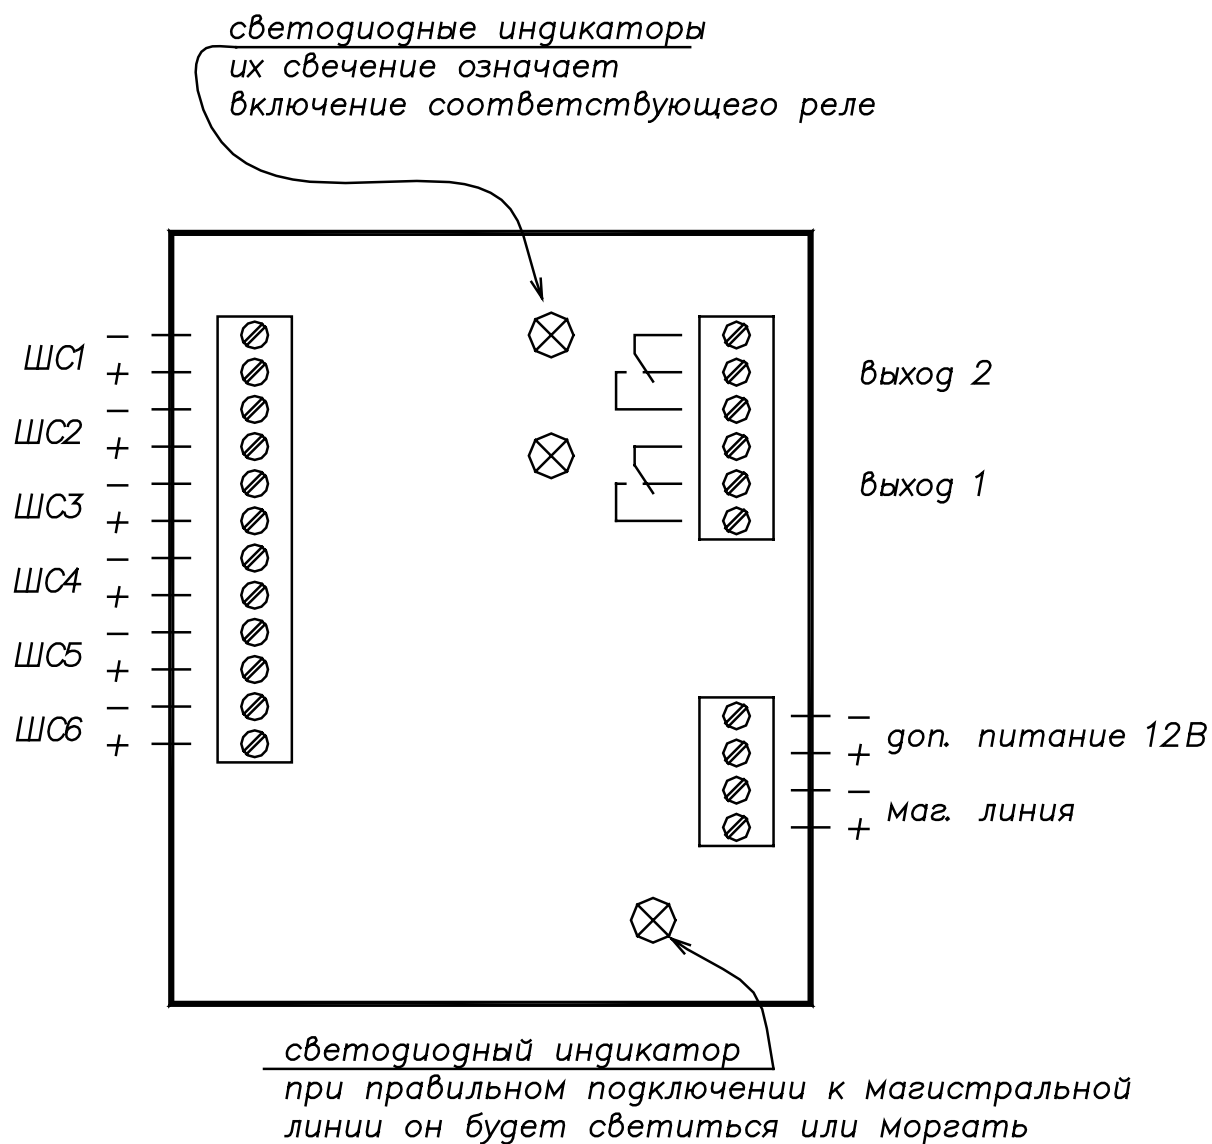 светодиодные индикаторы
их свечение означает
включение соответствующего реле
ШС1 − +
ШС2 − +
ШС3 − +
ШС4 − +
ШС5 − +
ШС6 − +
выход 2
выход 1
− + доп. питание 12В
− + маг. линия
светодиодный индикатор
при правильном подключении к магистральной
линии он будет светиться или моргать